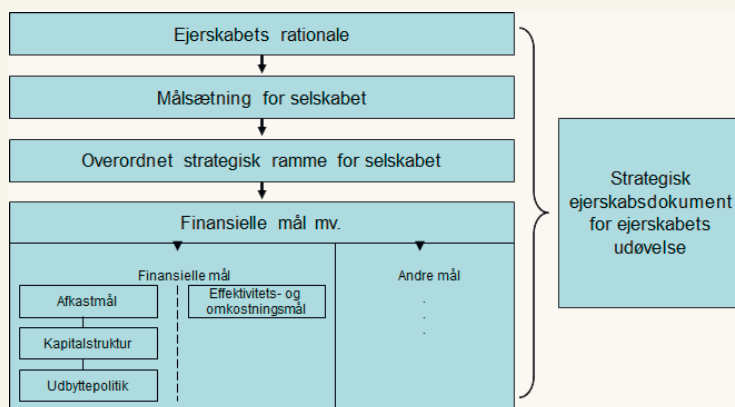 Ejerskabets rationale
Målsætning for selskabet
Overordnet strategisk ramme for selskabet
Finansielle mål mv.
Finansielle mål
Andre mål
Afkastmål
Effektivitets- og
omkostningsmål
.
.
.
Kapitalstruktur
Udbyttepolitik
Strategisk
ejerskabsdokument
for ejerskabets
udøvelse